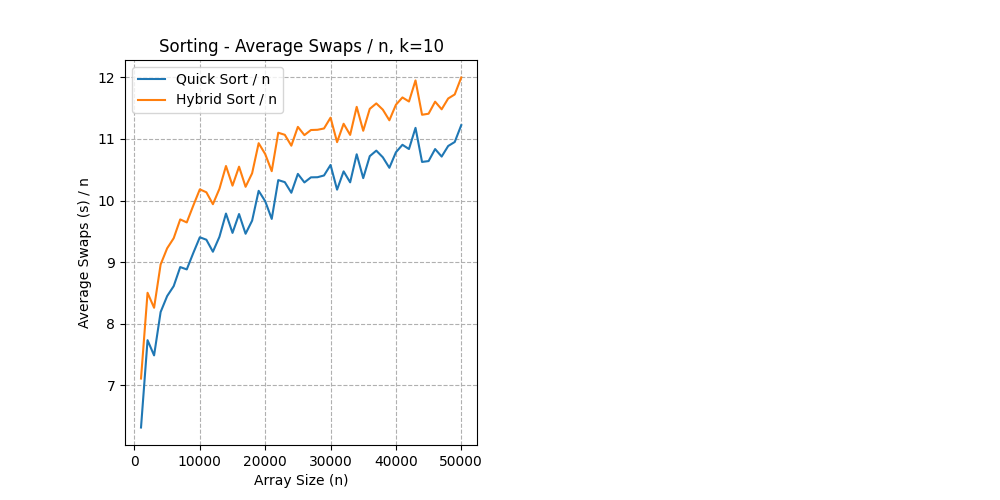 Sorting - Average Swaps / n, k=10
Quick Sort / n
Hybrid Sort / n
Average Swaps (s) / n
12
11
10
9
8
7
0 10000 20000 30000 40000 50000
Array Size (n)